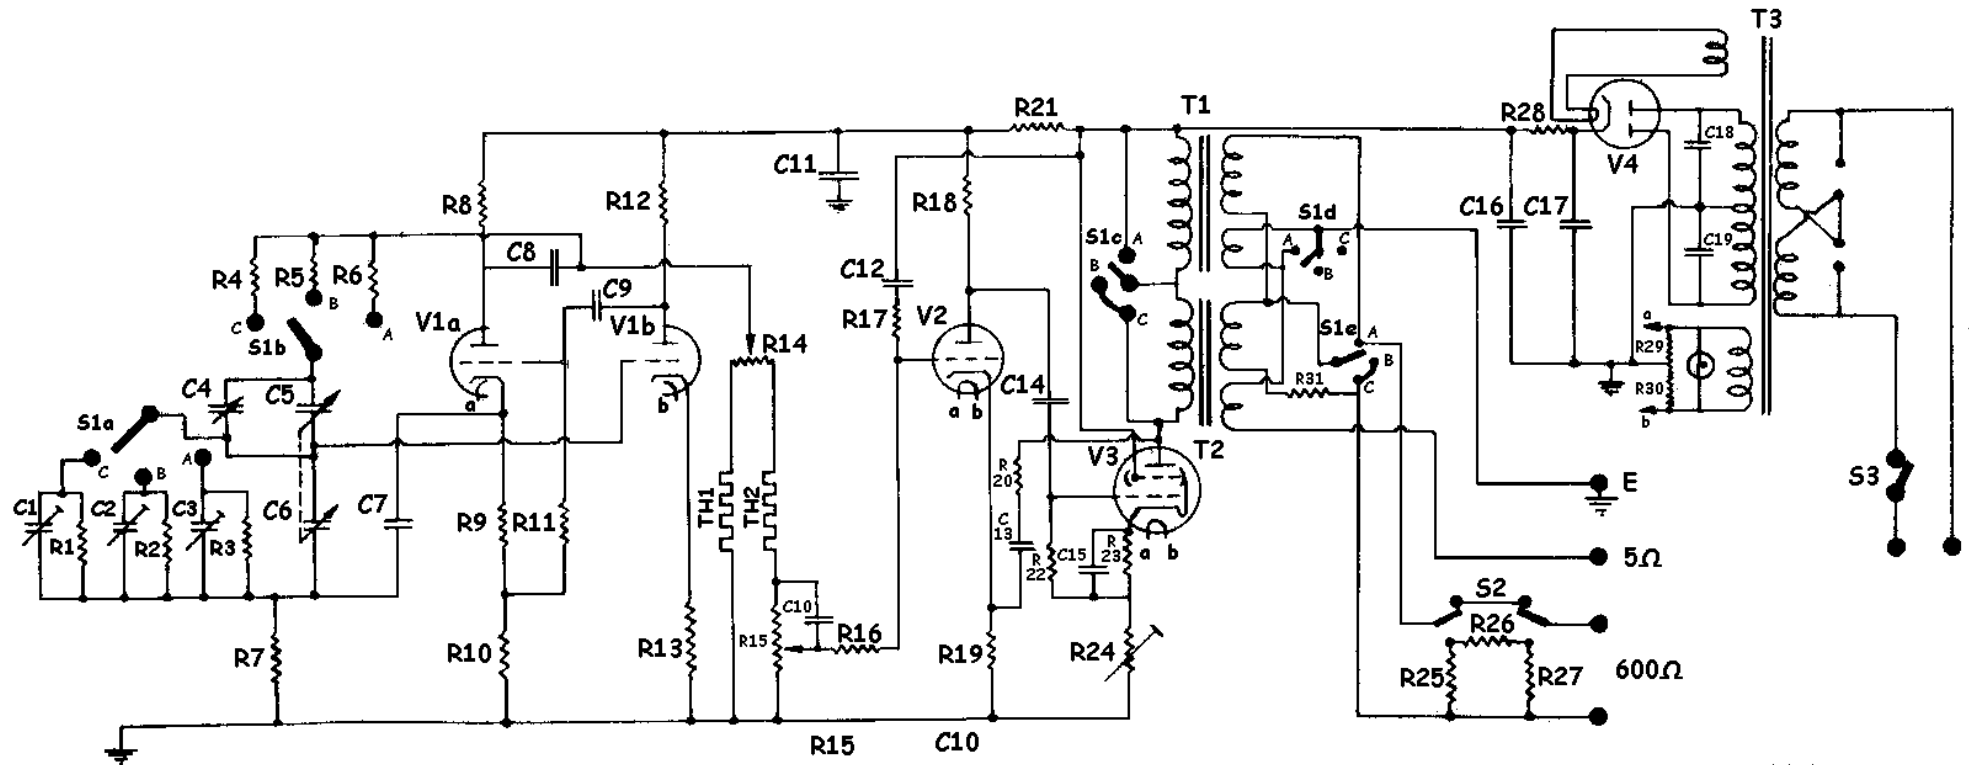 T3
R21
T1
R28
C18
V4
C11
R8
R12
R18
C16
C17
S1d
A
C
B
C8
S1c
A
B
C
C19
R4
R5
R6
C12
C9
B
C
A
V1a
V1b
R17
V2
S1b
R14
S1e
A
B
C
a
R29
R30
b
C4
C5
C14
R31
a
b
a
b
S1a
C
B
A
V3
T2
E
S3
C1
C2
C3
C6
C7
R9
R11
TH1
TH2
R
20
C
13
R
22
C15
R
23
a
b
R1
R2
R3
5Ω
S2
R26
R7
R10
R13
C10
R15
R16
R19
R24
R25
R27
600Ω
R15
C10